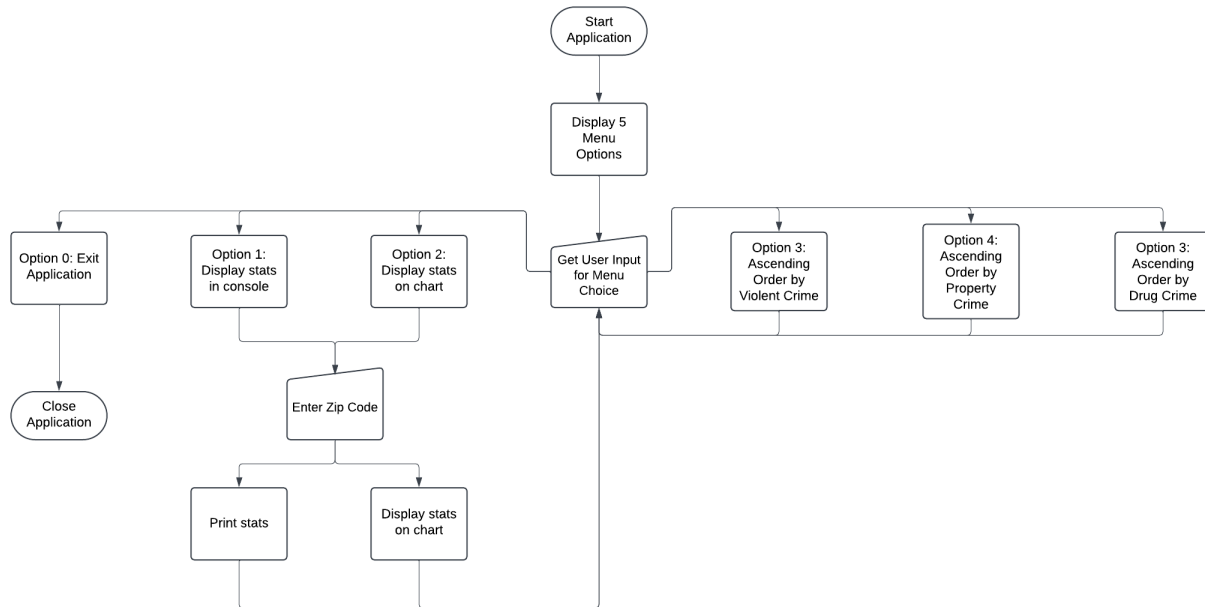 Start
Application
Display 5
Menu
Options
Get User Input
for Menu
Choice
Option 0: Exit
Application
Option 1:
Display stats
in console
Option 2:
Display stats
on chart
Option 3:
Ascending
Order by
Violent Crime
Option 4:
Ascending
Order by
Property
Crime
Option 3:
Ascending
Order by
Drug Crime
Close
Application
Enter Zip Code
Print stats
Display stats
on chart